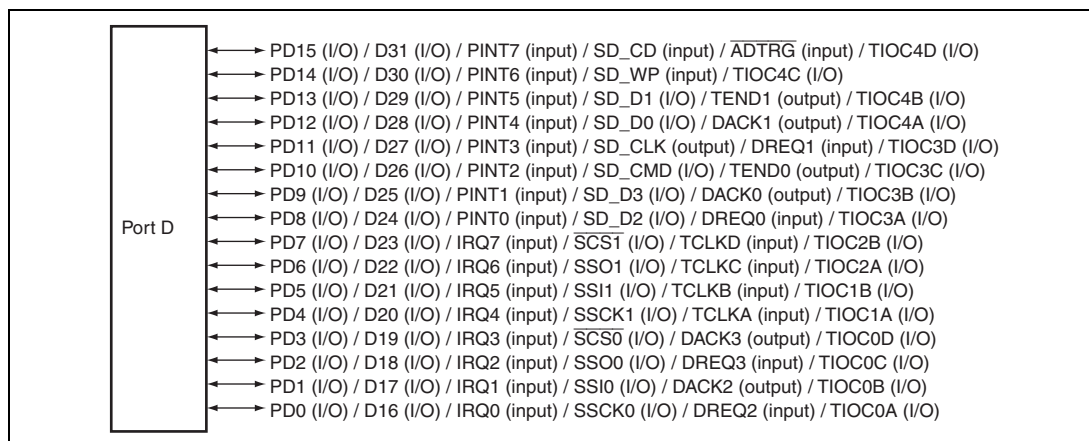 PD15 (I/O) / D31 (I/O) / PINT7 (input) / SD_CD (input) / ADTRG (input) / TIOC4D (I/O)
PD14 (I/O) / D30 (I/O) / PINT6 (input) / SD_WP (input) / TIOC4C (I/O)
PD13 (I/O) / D29 (I/O) / PINT5 (input) / SD_D1 (I/O) / TEND1 (output) / TIOC4B (I/O)
PD12 (I/O) / D28 (I/O) / PINT4 (input) / SD_D0 (I/O) / DACK1 (output) / TIOC4A (I/O)
PD11 (I/O) / D27 (I/O) / PINT3 (input) / SD_CLK (output) / DREQ1 (input) / TIOC3D (I/O)
PD10 (I/O) / D26 (I/O) / PINT2 (input) / SD_CMD (I/O) / TEND0 (output) / TIOC3C (I/O)
PD9 (I/O) / D25 (I/O) / PINT1 (input) / SD_D3 (I/O) / DACK0 (output) / TIOC3B (I/O)
PD8 (I/O) / D24 (I/O) / PINT0 (input) / SD_D2 (I/O) / DREQ0 (input) / TIOC3A (I/O)
Port D
PD7 (I/O) / D23 (I/O) / IRQ7 (input) / SCS1 (I/O) / TCLKD (input) / TIOC2B (I/O)
PD6 (I/O) / D22 (I/O) / IRQ6 (input) / SSO1 (I/O) / TCLKC (input) / TIOC2A (I/O)
PD5 (I/O) / D21 (I/O) / IRQ5 (input) / SSI1 (I/O) / TCLKB (input) / TIOC1B (I/O)
PD4 (I/O) / D20 (I/O) / IRQ4 (input) / SSCK1 (I/O) / TCLKA (input) / TIOC1A (I/O)
PD3 (I/O) / D19 (I/O) / IRQ3 (input) / SCS0 (I/O) / DACK3 (output) / TIOC0D (I/O)
PD2 (I/O) / D18 (I/O) / IRQ2 (input) / SSO0 (I/O) / DREQ3 (input) / TIOC0C (I/O)
PD1 (I/O) / D17 (I/O) / IRQ1 (input) / SSI0 (I/O) / DACK2 (output) / TIOC0B (I/O)
PD0 (I/O) / D16 (I/O) / IRQ0 (input) / SSCK0 (I/O) / DREQ2 (input) / TIOC0A (I/O)